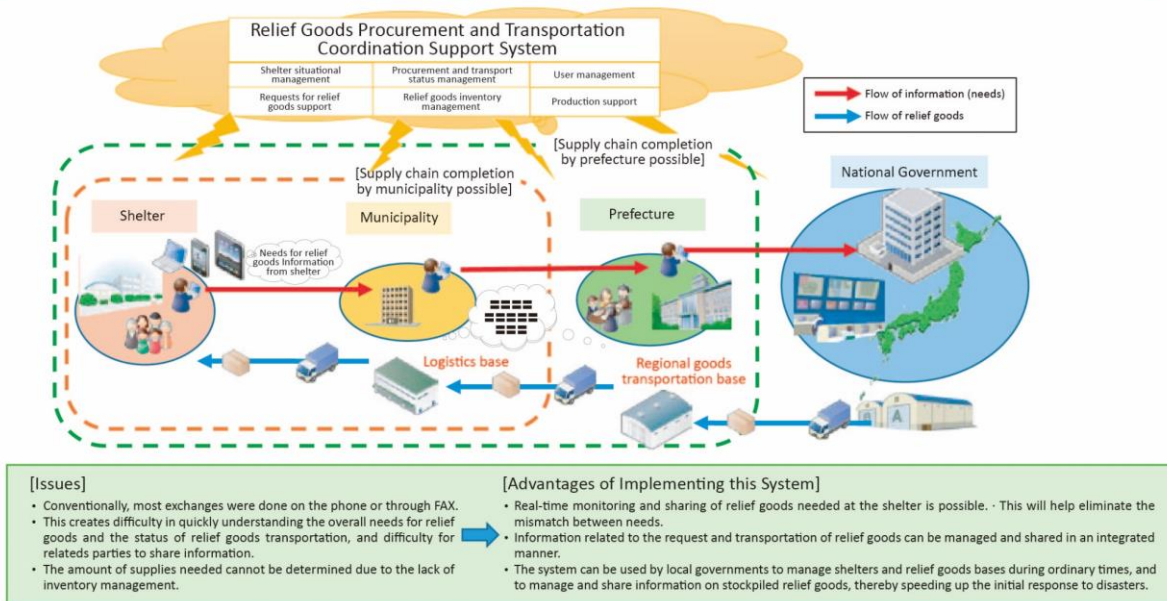 Relief Goods Procurement and Transportation
Coordination Support System
Shelter situational
management
Procurement and transport
status management
User management
Requests for relief
goods support
Relief goods inventory
management
Production support
Flow of information (needs)
Flow of relief goods
[Supply chain completion
by prefecture possible]
[Supply chain completion
by municipality possible]
National Government
Shelter
Municipality
Prefecture
Needs for relief
goods Information
from shelter
Logistics base
Regional goods
transportation base
A
[Issues]
• Conventionally, most exchanges were done on the phone or through FAX.
• This creates difficulty in quickly understanding the overall needs for relief
goods and the status of relief goods transportation, and difficulty for
relateds parties to share information.
• The amount of supplies needed cannot be determined due to the lack of
inventory management.
[Advantages of Implementing this System]
• Real-time monitoring and sharing of relief goods needed at the shelter is possible. · This will help eliminate the
mismatch between needs.
• Information related to the request and transportation of relief goods can be managed and shared in an integrated
manner.
• The system can be used by local governments to manage shelters and relief goods bases during ordinary times, and
to manage and share information on stockpiled relief goods, thereby speeding up the initial response to disasters.